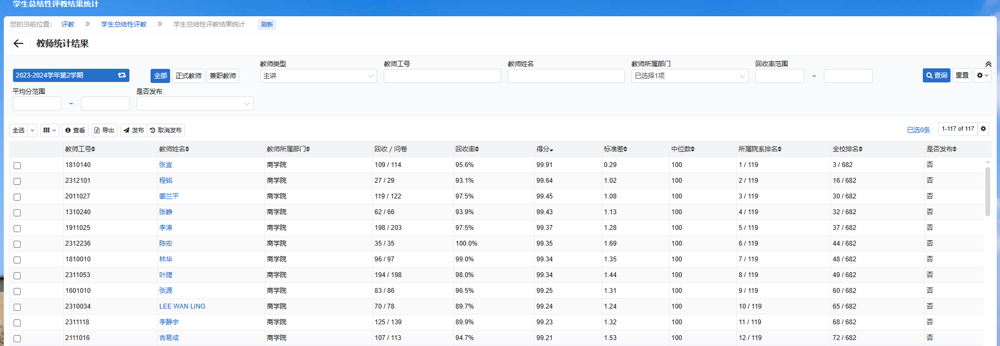 学生总结性评教结果统计
您的当前位置： 评教 » 学生总结性评教 » 学生总结性评教结果统计 刷新
教师统计结果
教师类型 教师工号 教师姓名 教师所属部门 回收率范围
2023-2024学年第2学期 全部 正式教师 兼职教师 主讲 已选择1项 ~ 查询 重置
平均分范围 是否发布
~ ...
全选 查看 导出 发布 取消发布 已选0条 1-117 of 117
教师工号 教师姓名 教师所属部门 回收 / 问卷 回收率 得分 标准差 中位数 所属院系排名 全校排名 是否发布
1810140 张宜 商学院 109 / 114 95.6% 99.91 0.29 100 1 / 119 3 / 682 否
2312101 程铭 商学院 27 / 29 93.1% 99.64 1.02 100 2 / 119 16 / 682 否
2011027 姜兰平 商学院 119 / 122 97.5% 99.45 1.08 100 3 / 119 30 / 682 否
1310240 张峥 商学院 62 / 66 93.9% 99.43 1.13 100 4 / 119 32 / 682 否
1911025 李涛 商学院 198 / 203 97.5% 99.37 1.28 100 5 / 119 37 / 682 否
2312236 陈宏 商学院 35 / 35 100.0% 99.35 1.69 100 6 / 119 44 / 682 否
1810010 林华 商学院 96 / 97 99.0% 99.34 1.35 100 7 / 119 48 / 682 否
2311053 叶捷 商学院 194 / 198 98.0% 99.34 1.44 100 8 / 119 49 / 682 否
1601010 张源 商学院 83 / 86 96.5% 99.25 1.31 100 9 / 119 60 / 682 否
2310034 LEE WAN LING 商学院 70 / 78 89.7% 99.24 1.24 100 10 / 119 65 / 682 否
2311118 李静宇 商学院 125 / 139 89.9% 99.23 1.32 100 11 / 119 68 / 682 否
2111016 吉易成 商学院 107 / 113 94.7% 99.21 1.53 100 12 / 119 72 / 682 否